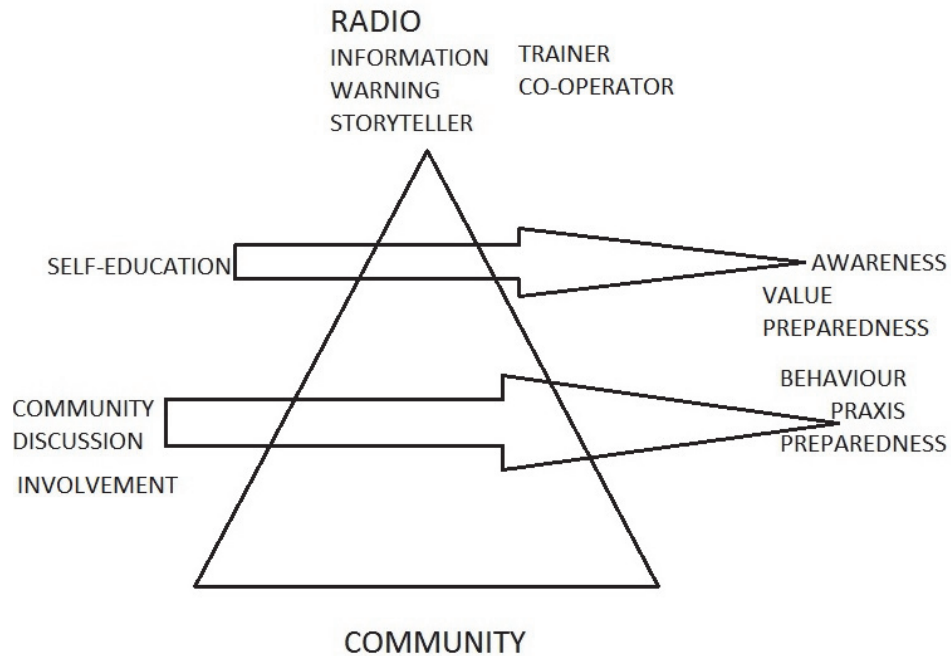 RADIO
INFORMATION
WARNING
STORYTELLER
TRAINER
CO-OPERATOR
SELF-EDUCATION
AWARENESS
VALUE
PREPAREDNESS
COMMUNITY
DISCUSSION
INVOLVEMENT
BEHAVIOUR
PRAXIS
PREPAREDNESS
COMMUNITY